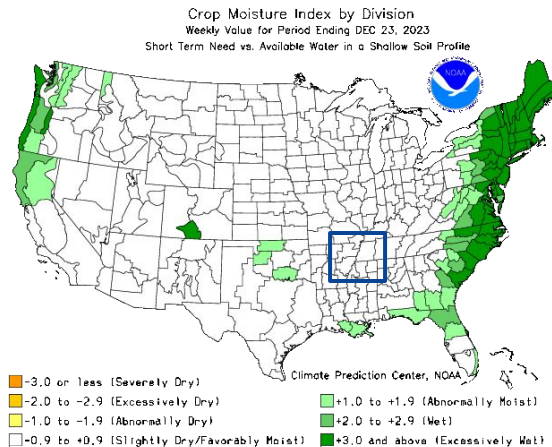 Crop Moisture Index by Division
Weekly Value for Period Ending DEC 23, 2023
Short Term Need vs. Available Water in a Shallow Soil Profile
NOAA
Climate Prediction Center, NOAA
-3.0 or less (Severely Dry)
-2.0 to -2.9 (Excessively Dry)
-1.0 to -1.9 (Abnormally Dry)
-0.9 to +0.9 (Slightly Dry/Favorably Moist)
+1.0 to +1.9 (Abnormally Moist)
+2.0 to +2.9 (Wet)
+3.0 and above (Excessively Wet)